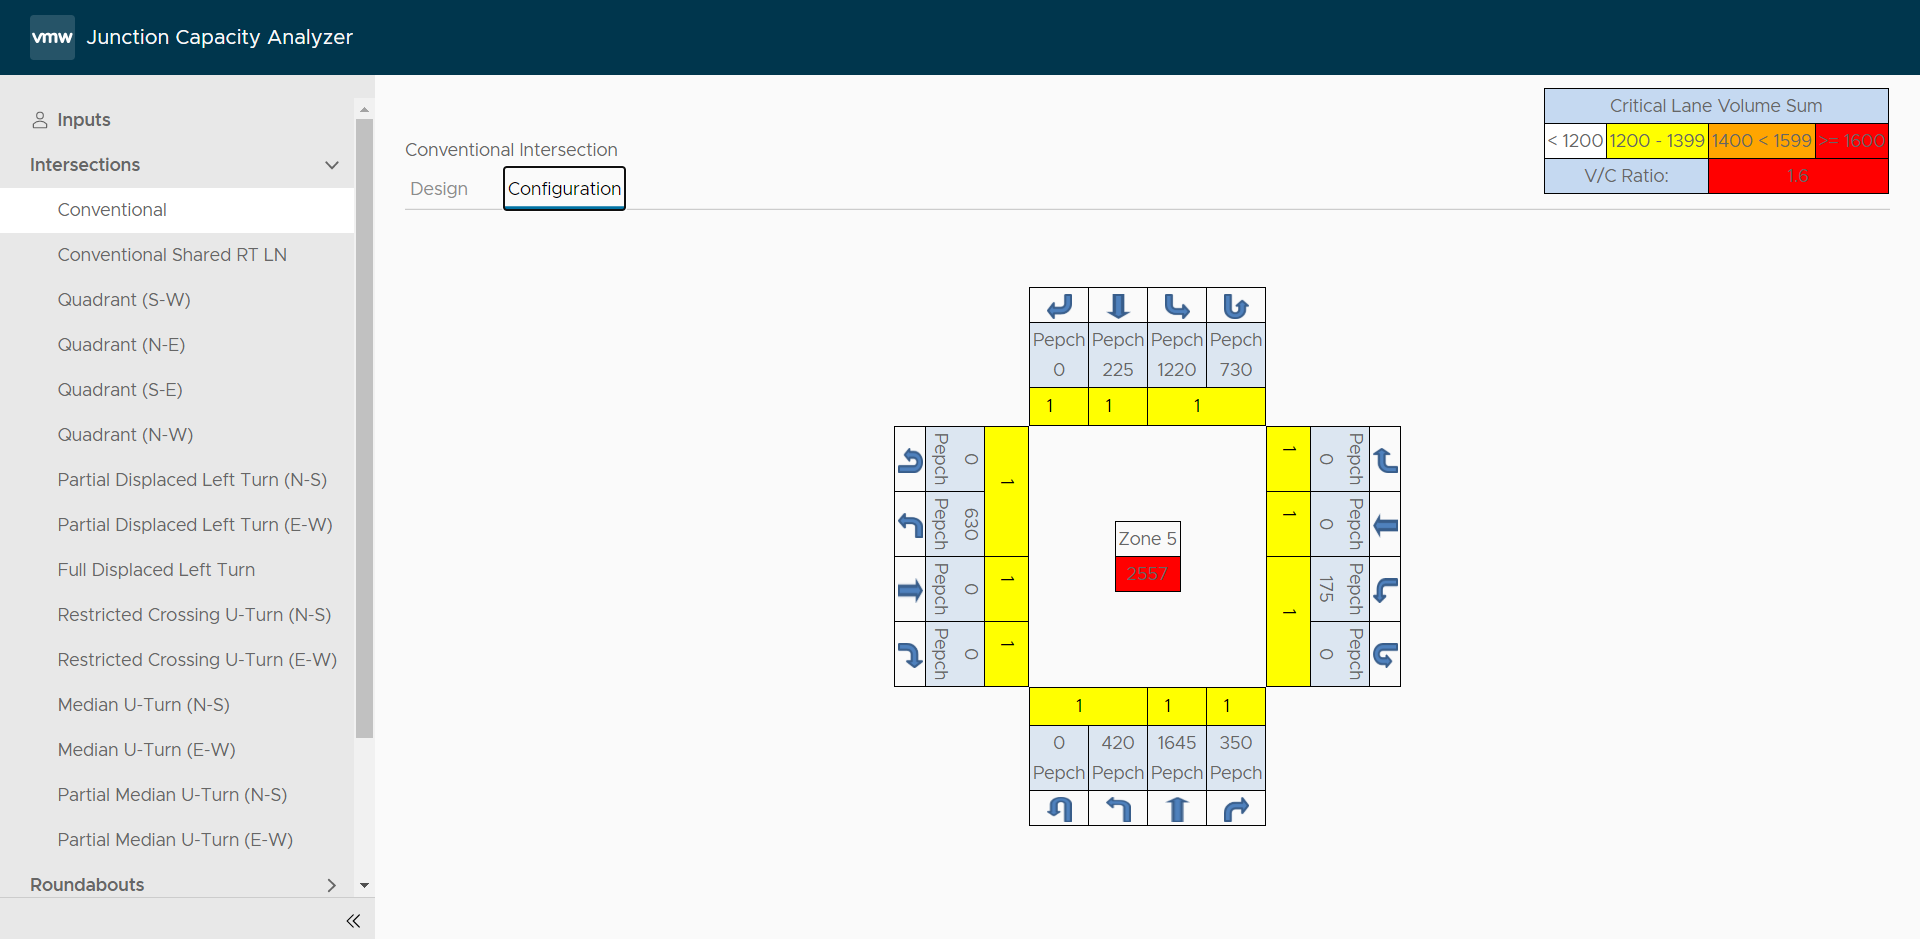 vmw Junction Capacity Analyzer
Inputs
Intersections
Conventional
Conventional Shared RT LN
Quadrant (S-W)
Quadrant (N-E)
Quadrant (S-E)
Quadrant (N-W)
Partial Displaced Left Turn (N-S)
Partial Displaced Left Turn (E-W)
Full Displaced Left Turn
Restricted Crossing U-Turn (N-S)
Restricted Crossing U-Turn (E-W)
Median U-Turn (N-S)
Median U-Turn (E-W)
Partial Median U-Turn (N-S)
Partial Median U-Turn (E-W)
Roundabouts
Conventional Intersection
Design Configuration
Critical Lane Volume Sum
< 1200 1200 - 1399 1400 < 1599 >= 1600
V/C Ratio: 1.6
Pepch Pepch Pepch Pepch
0 225 1220 730
1 1 1
Pepch 0
Pepch 630
1
Pepch 0 1
Pepch 0 1
Zone 5
2557
1 0 Pepch
1 0 Pepch
1
175 Pepch
0 Pepch
1 1 1
0 420 1645 350
Pepch Pepch Pepch Pepch